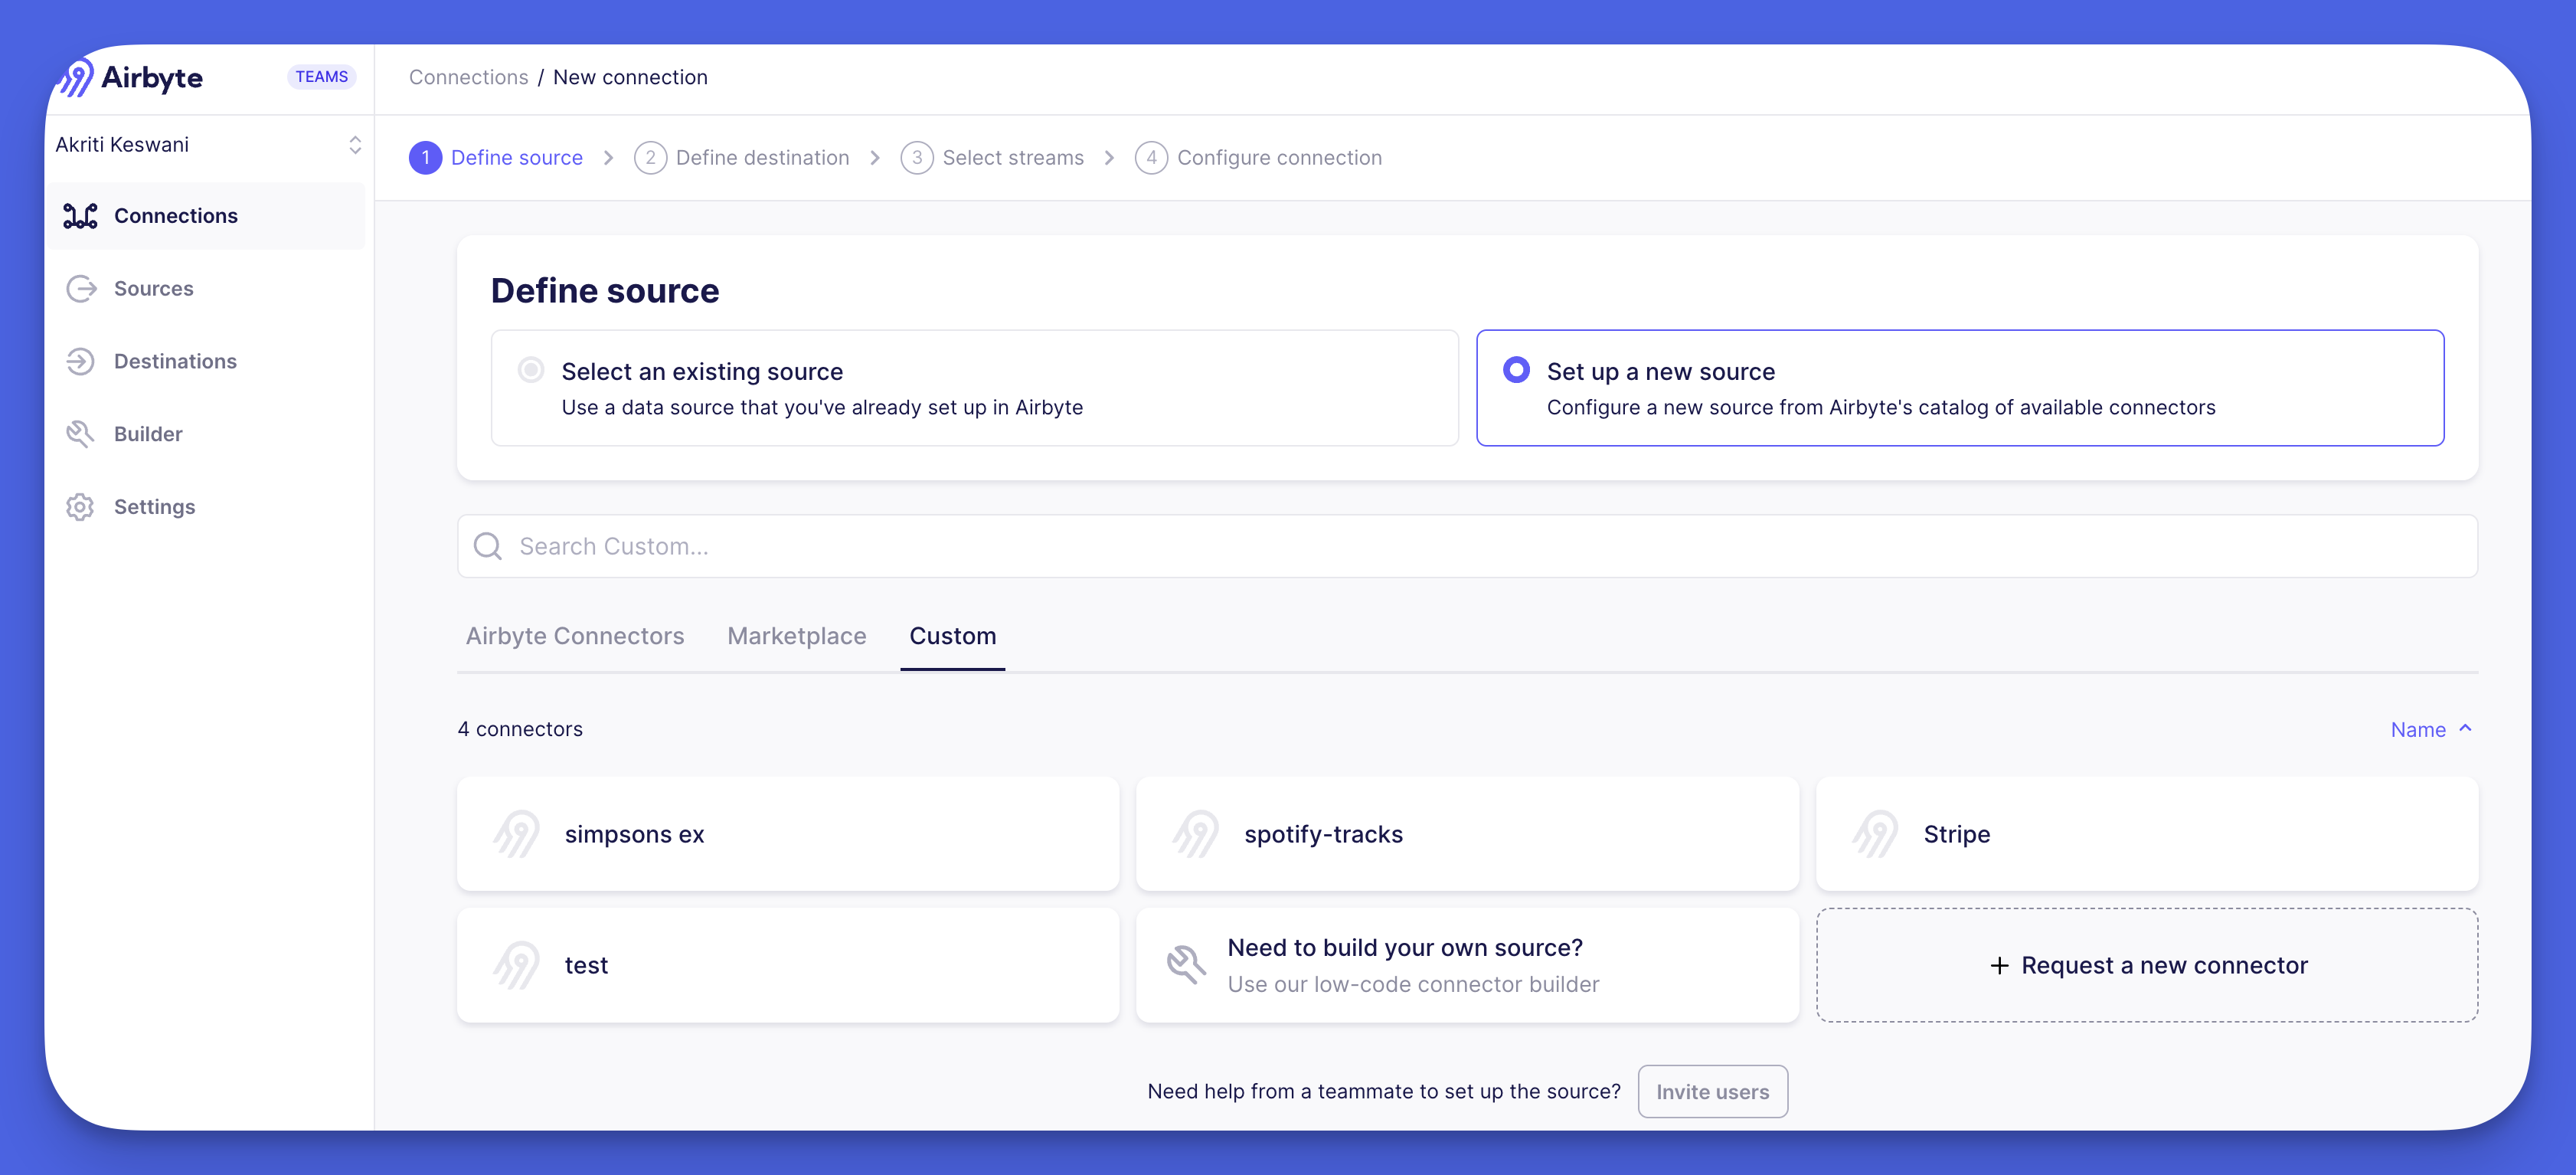 Airbyte
TEAMS
Connections / New connection
Akriti Keswani
1 Define source
2 Define destination
3 Select streams
4 Configure connection
Connections
Sources
Destinations
Builder
Settings
Define source
Select an existing source
Use a data source that you've already set up in Airbyte
Set up a new source
Configure a new source from Airbyte's catalog of available connectors
Search Custom...
Airbyte Connectors
Marketplace
Custom
4 connectors
Name
simpsons ex
spotify-tracks
Stripe
test
Need to build your own source?
Use our low-code connector builder
+ Request a new connector
Need help from a teammate to set up the source?
Invite users